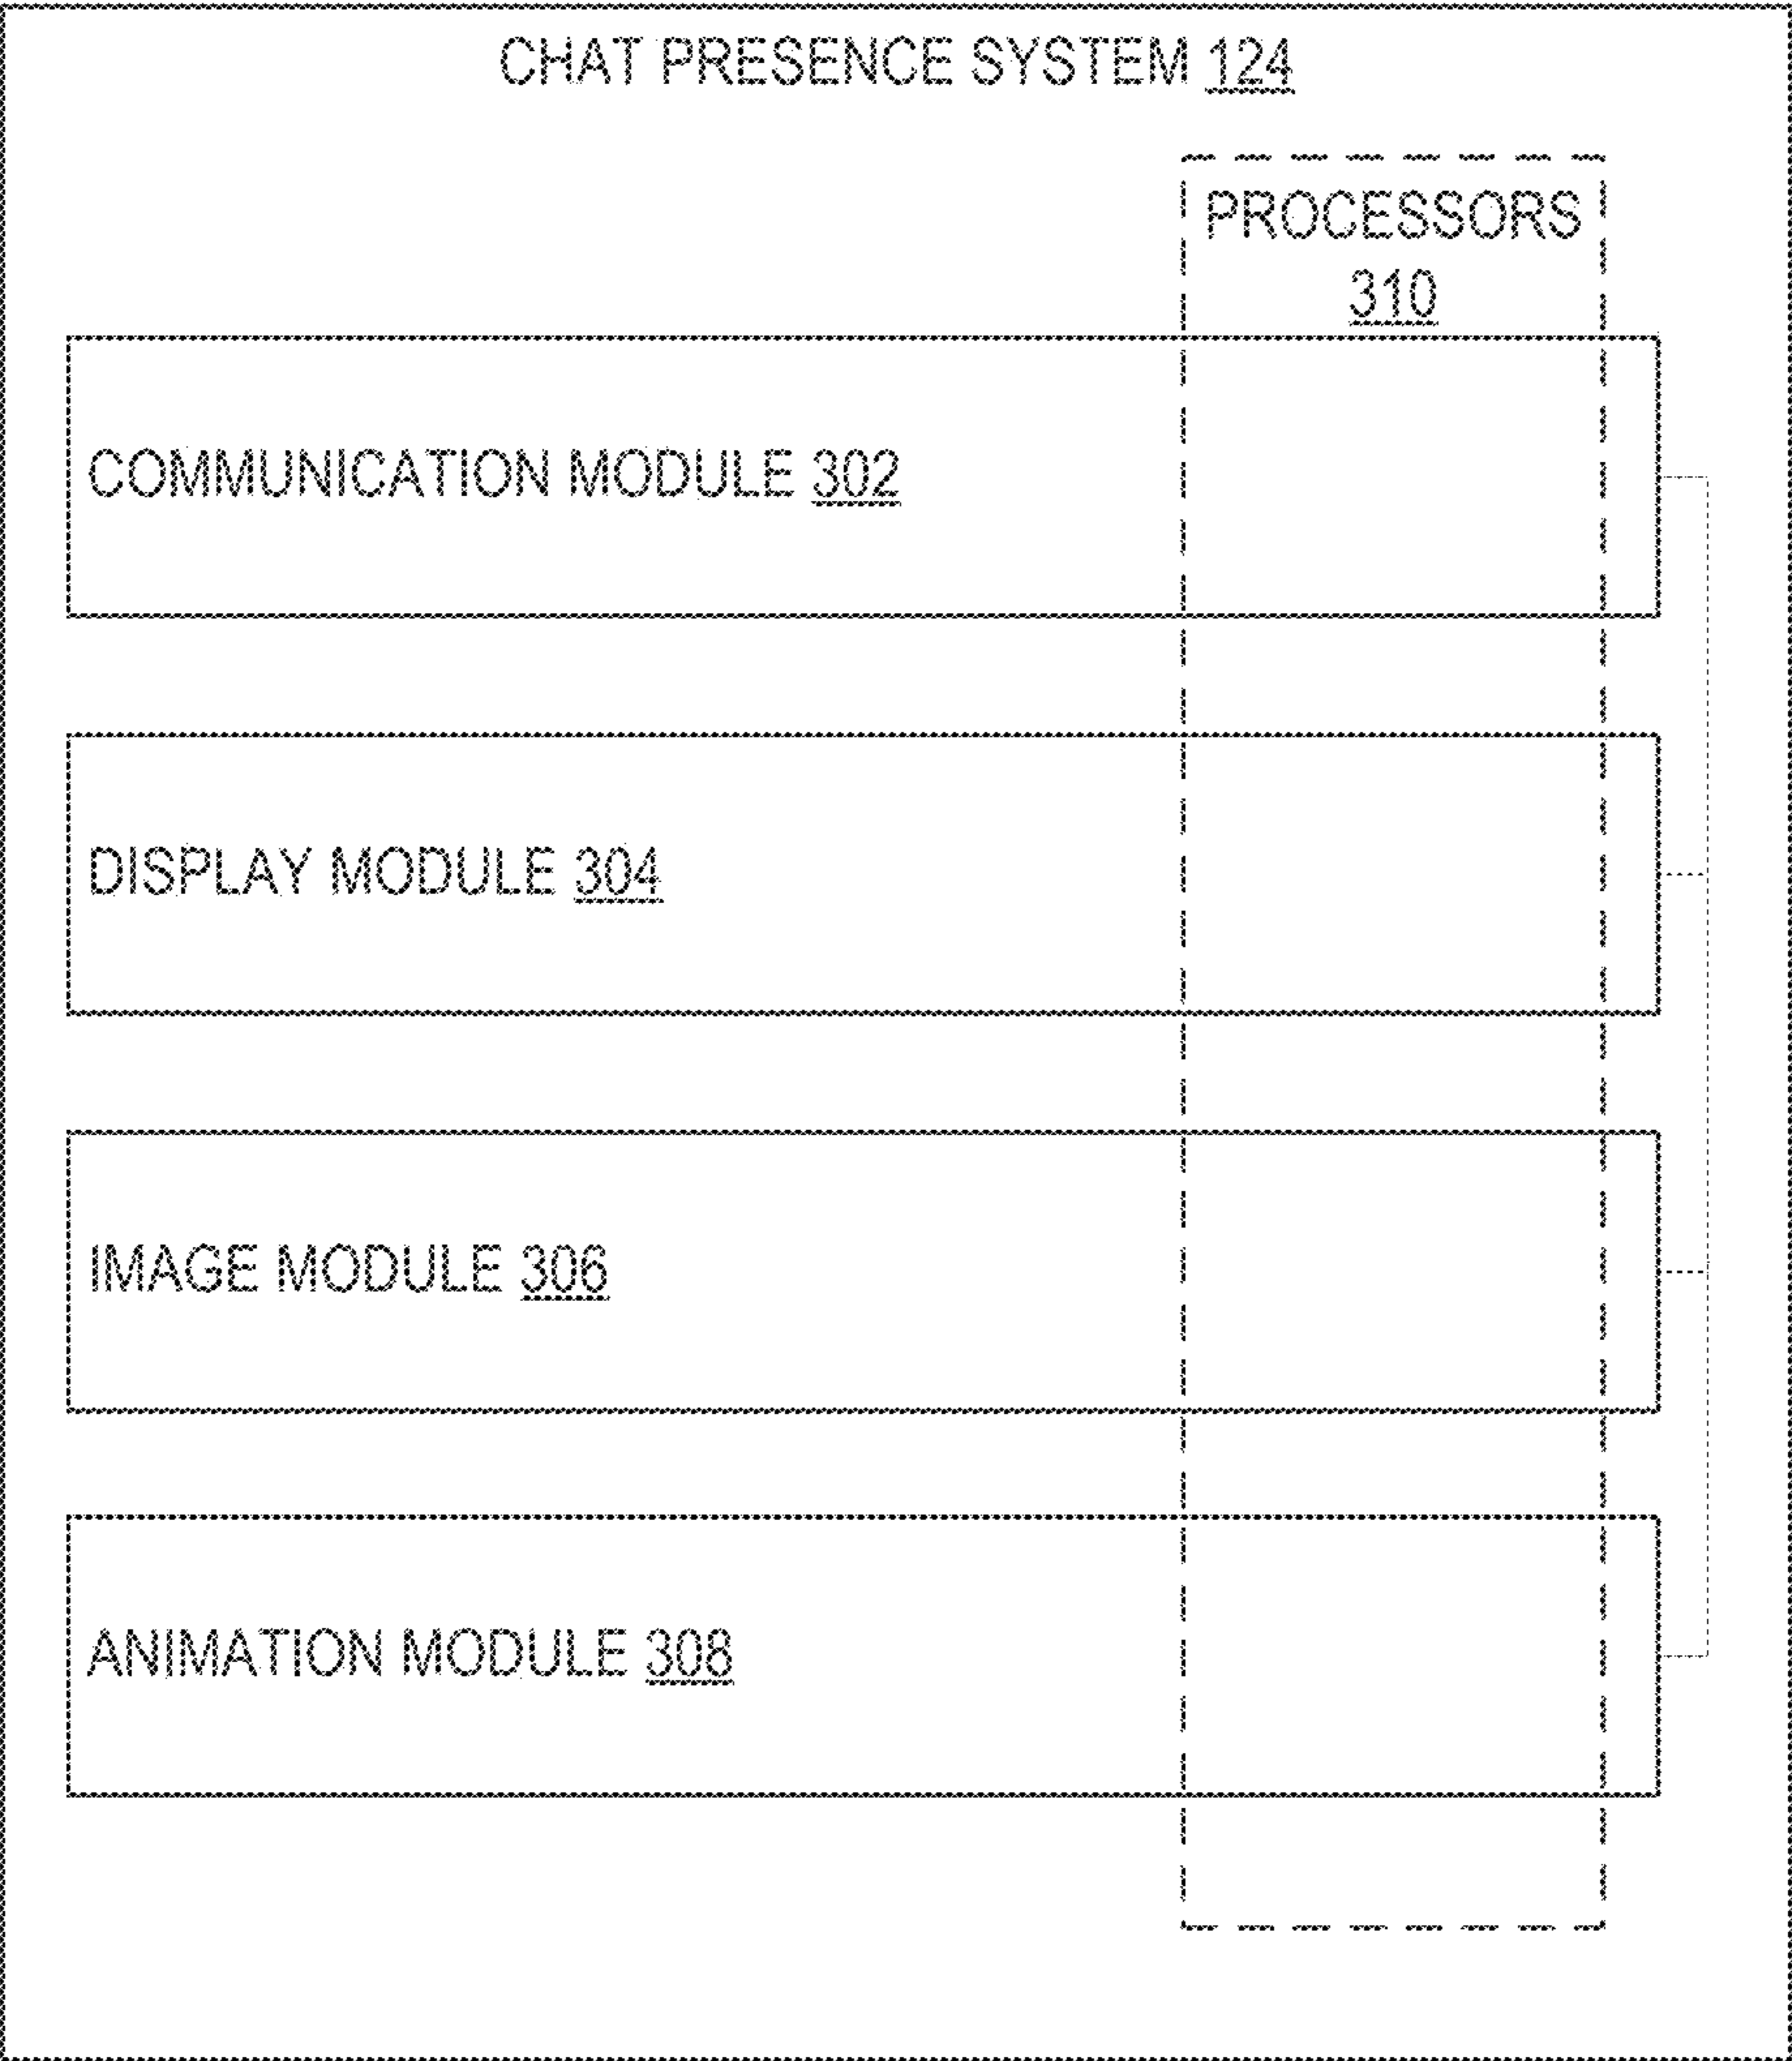 CHAT PRESENCE SYSTEM 124
PROCESSORS
310
COMMUNICATION MODULE 302
DISPLAY MODULE 304
IMAGE MODULE 306
ANIMATION MODULE 308